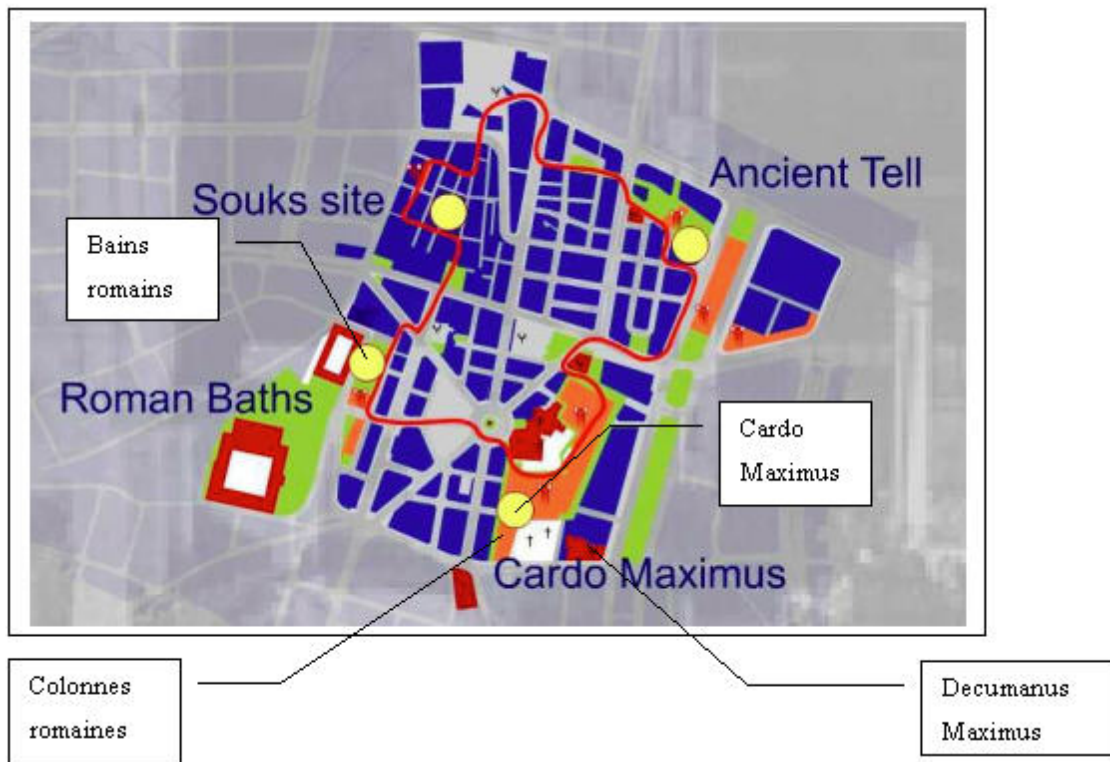 Ancient Tell
Souks site
Bains
romains
Roman Baths
Cardo
Maximus
Cardo Maximus
Colonnes
romaines
Decumanus
Maximus